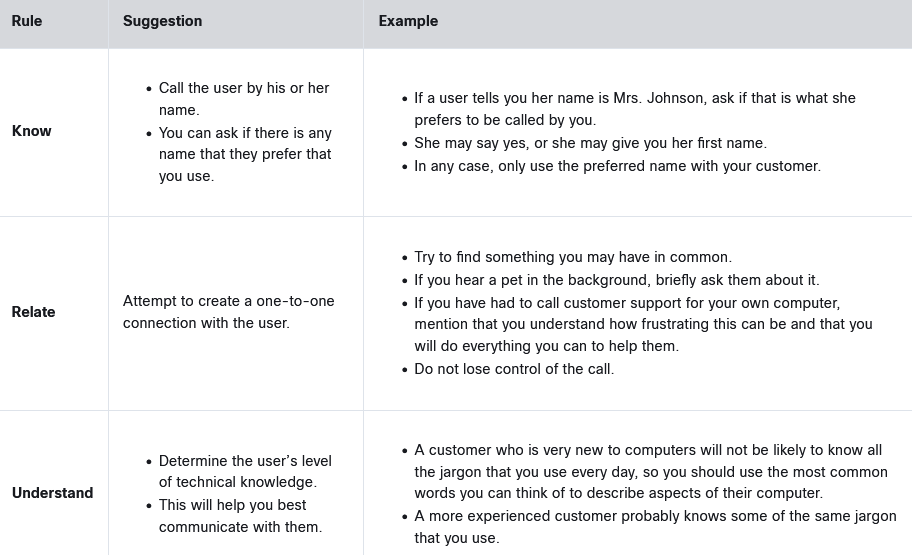 Rule Suggestion Example
Know
• Call the user by his or her
name.
• You can ask if there is any
name that they prefer that
you use.
• If a user tells you her name is Mrs. Johnson, ask if that is what she
prefers to be called by you.
• She may say yes, or she may give you her first name.
• In any case, only use the preferred name with your customer.
Relate
Attempt to create a one-to-one
connection with the user.
• Try to find something you may have in common.
• If you hear a pet in the background, briefly ask them about it.
• If you have had to call customer support for your own computer,
mention that you understand how frustrating this can be and that you
will do everything you can to help them.
• Do not lose control of the call.
Understand
• Determine the user’s level
of technical knowledge.
• This will help you best
communicate with them.
• A customer who is very new to computers will not be likely to know all
the jargon that you use every day, so you should use the most common
words you can think of to describe aspects of their computer.
• A more experienced customer probably knows some of the same jargon
that you use.